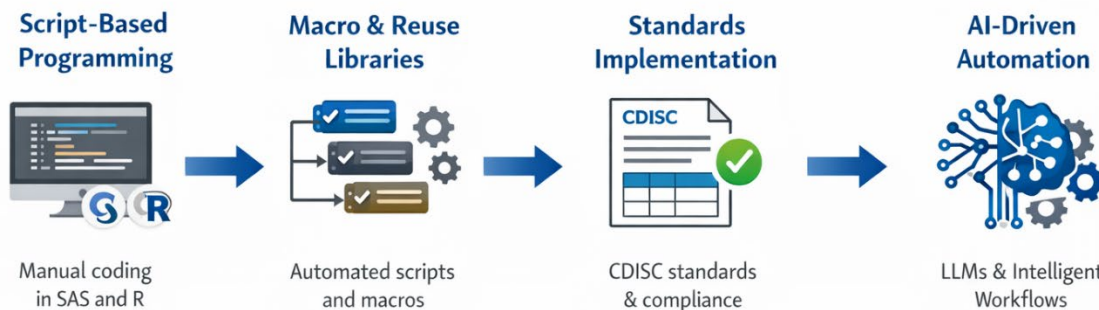 Script-Based
Programming
Macro & Reuse
Libraries
Standards
Implementation
AI-Driven
Automation
CDISC
S
R
Manual coding
in SAS and R
Automated scripts
and macros
CDISC standards
& compliance
LLMs & Intelligent
Workflows